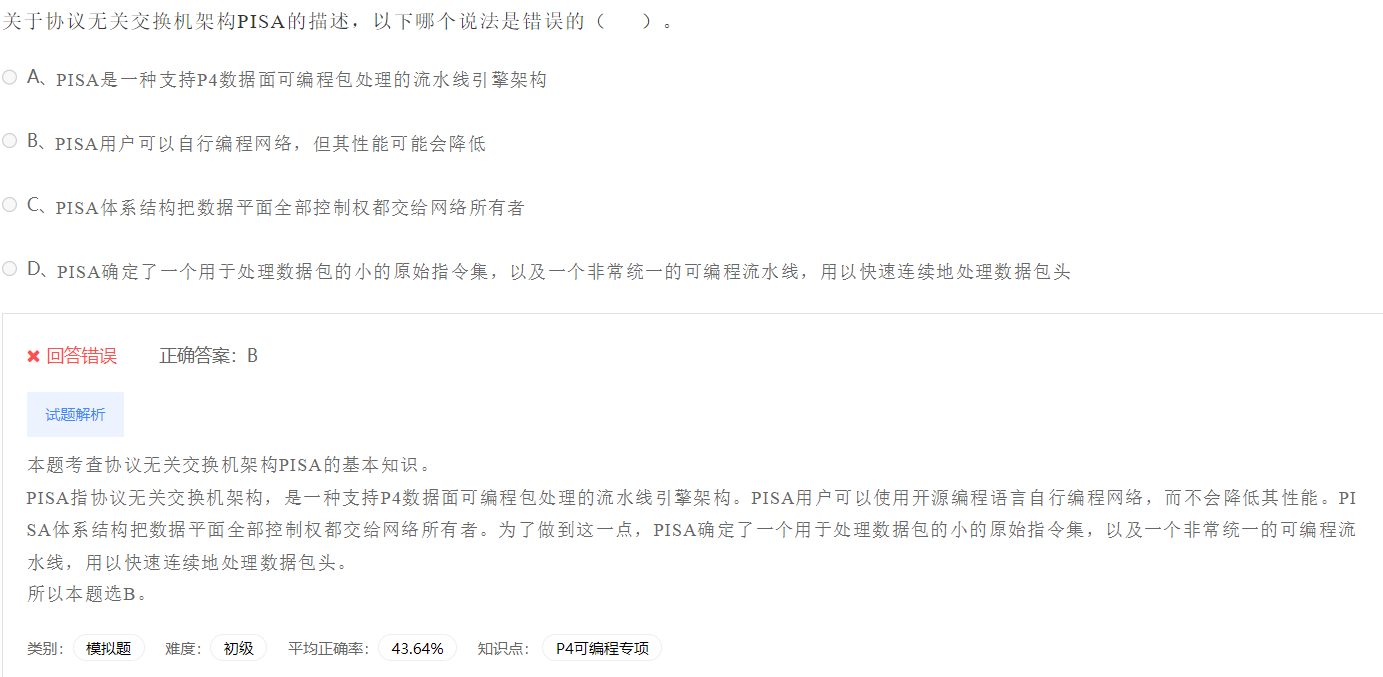 关于协议无关交换机架构PISA的描述，以下哪个说法是错误的（　　）。
A、PISA是一种支持P4数据面可编程包处理的流水线引擎架构
B、PISA用户可以自行编程网络，但其性能可能会降低
C、PISA体系结构把数据平面全部控制权都交给网络所有者
D、PISA确定了一个用于处理数据包的小的原始指令集，以及一个非常统一的可编程流水线，用以快速连续地处理数据包头
回答错误 正确答案：B
试题解析
本题考查协议无关交换机架构PISA的基本知识。
PISA指协议无关交换机架构，是一种支持P4数据面可编程包处理的流水线引擎架构。PISA用户可以使用开源编程语言自行编程网络，而不会降低其性能。PI
SA体系结构把数据平面全部控制权都交给网络所有者。为了做到这一点，PISA确定了一个用于处理数据包的小的原始指令集，以及一个非常统一的可编程流
水线，用以快速连续地处理数据包头。
所以本题选B。
类别： 模拟题 难度： 初级 平均正确率： 43.64% 知识点： P4可编程专项